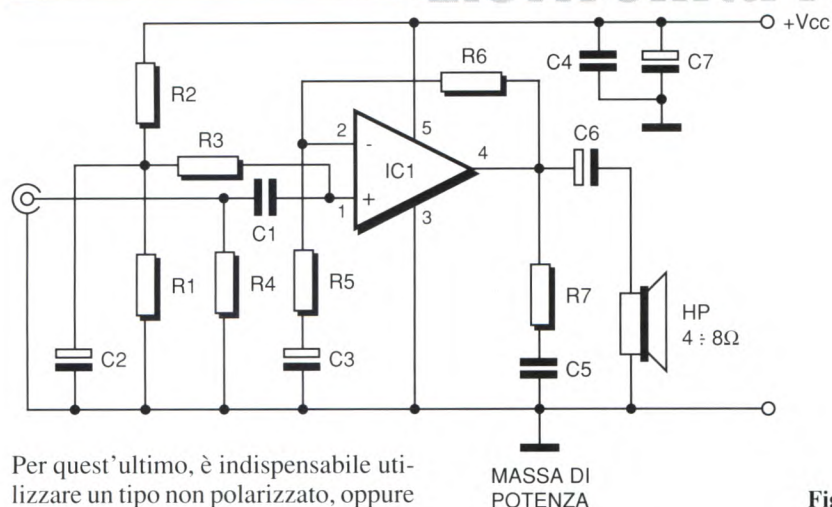 +Vcc
R6
C4
C7
R2
R3
C6
2
-
5
IC1
4
+
1
3
C1
R1
R4
R5
R7
HP
4 ÷ 8Ω
C2
C3
C5
MASSA DI
POTENZA
Per quest'ultimo, è indispensabile uti-
lizzare un tipo non polarizzato, oppure
Fig